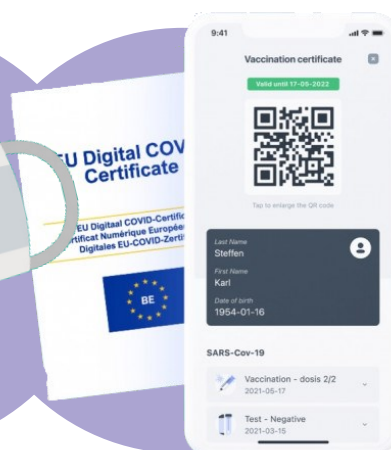 EU Digital COV
Certificate
EU Digitaal COVID-Certific
rtificat Numérique Européen
Digitales EU-COVID-Zerti
BE
9:41
Vaccination certificate
Valid until 17-05-2022
Tap to enlarge the QR code
Last Name
Steffen
First Name
Karl
Date of birth
1954-01-16
SARS-Cov-19
Vaccination - dosis 2/2
2021-05-17
Test - Negative
2021-03-15